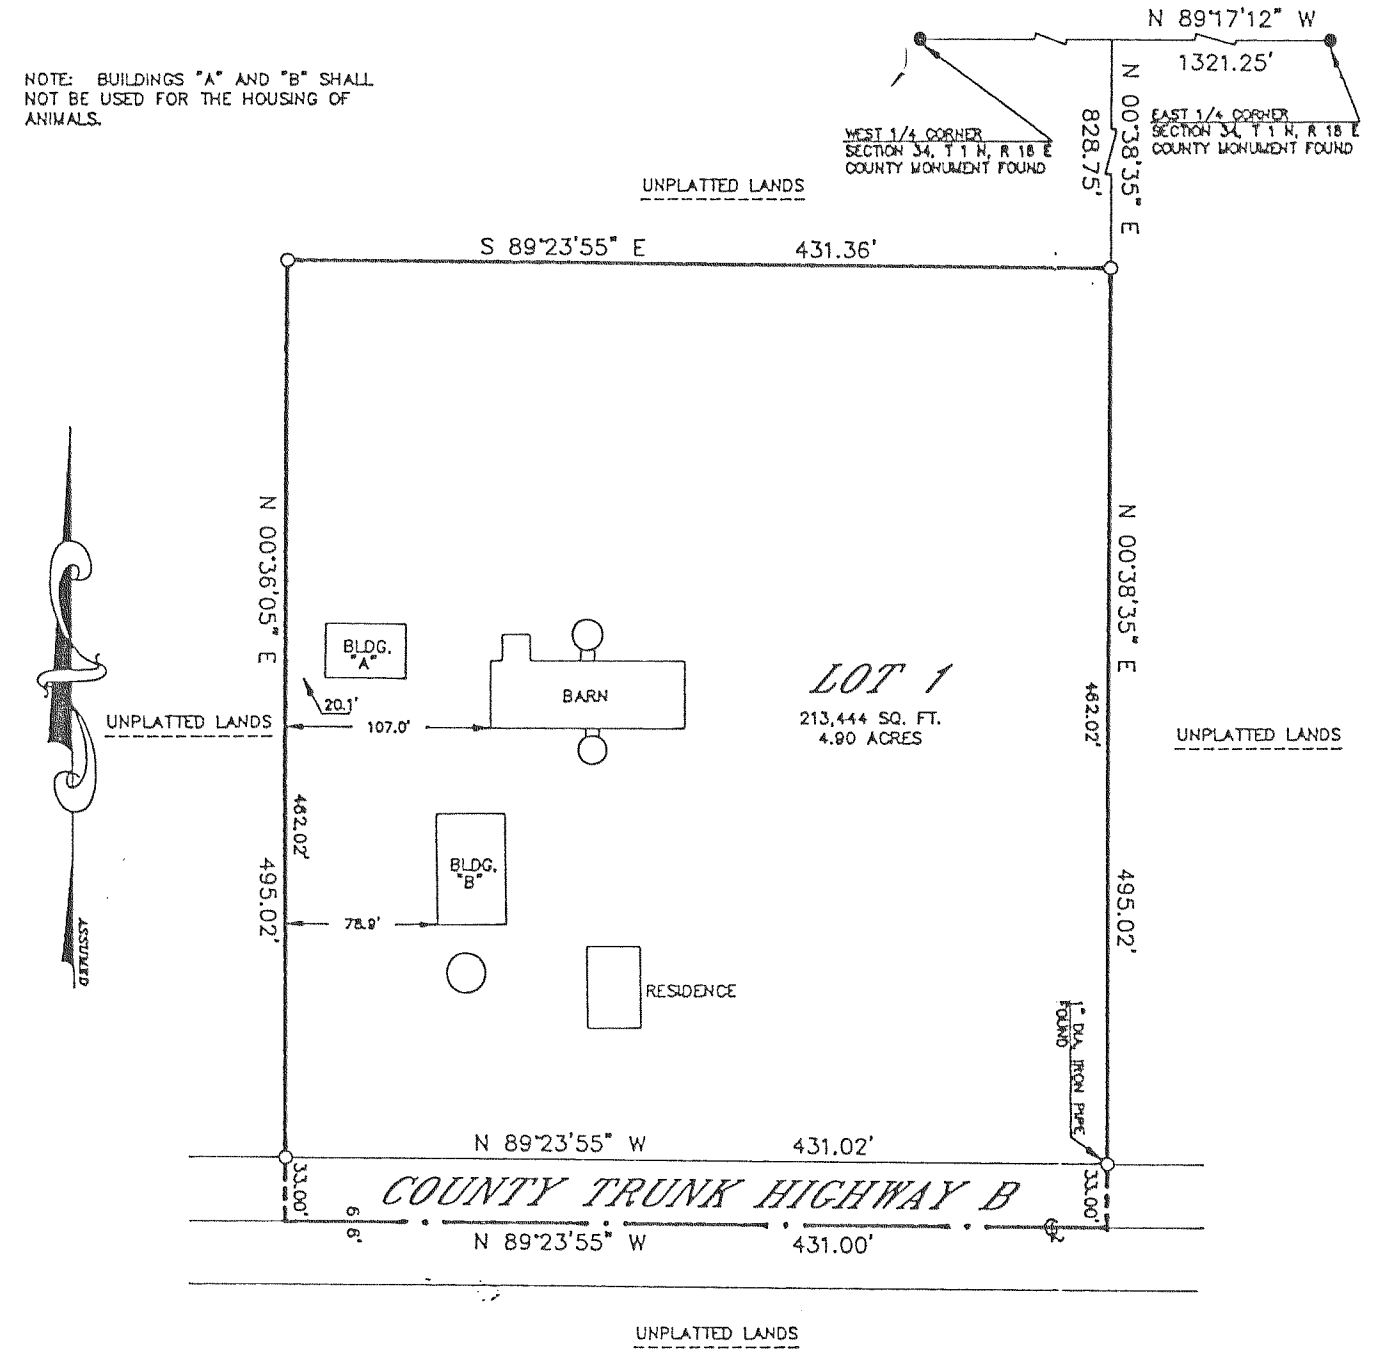 N 89°17'12" W
1321.25'
NOTE: BUILDINGS "A" AND "B" SHALL
NOT BE USED FOR THE HOUSING OF
ANIMALS.
N 00°38'35" E
828.75'
WEST 1/4 CORNER
SECTION 34, T 1 N, R 18 E
COUNTY MONUMENT FOUND
EAST 1/4 CORNER
SECTION 34, T 1 N, R 18 E
COUNTY MONUMENT FOUND
UNPLATTED LANDS
S 89°23'55" E 431.36'
N 00°36'05" E
N 00°38'35" E
BLDG.
"A"
BARN
20.1'
107.0'
LOT 1
213,444 SQ. FT.
4.90 ACRES
462.02'
UNPLATTED LANDS
UNPLATTED LANDS
462.02'
495.02'
495.02'
BLDG.
"B"
78.9'
ASSUMED
RESIDENCE
1" DIA. IRON PIPE
FOUND
N 89°23'55" W 431.02'
33.00'
COUNTY TRUNK HIGHWAY B
33.00'
66'
N 89°23'55" W 431.00'
UNPLATTED LANDS